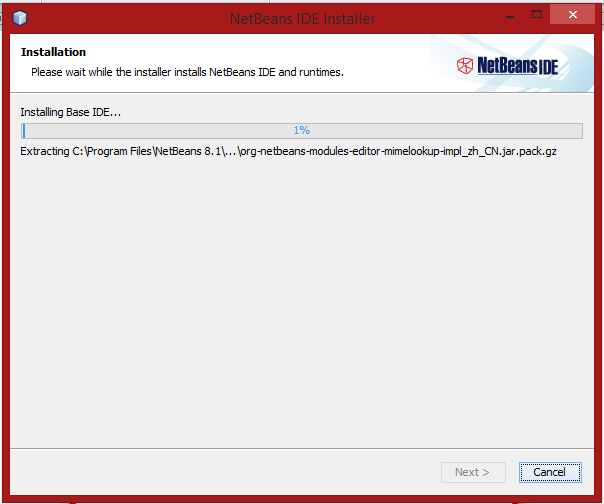 NetBeans IDE Installer
Installation
Please wait while the installer installs NetBeans IDE and runtimes.
NetBeans IDE
Installing Base IDE...
1%
Extracting C:\Program Files\NetBeans 8.1\...\org-netbeans-modules-editor-mimelookup-impl_zh_CN.jar.pack.gz
Next >
Cancel